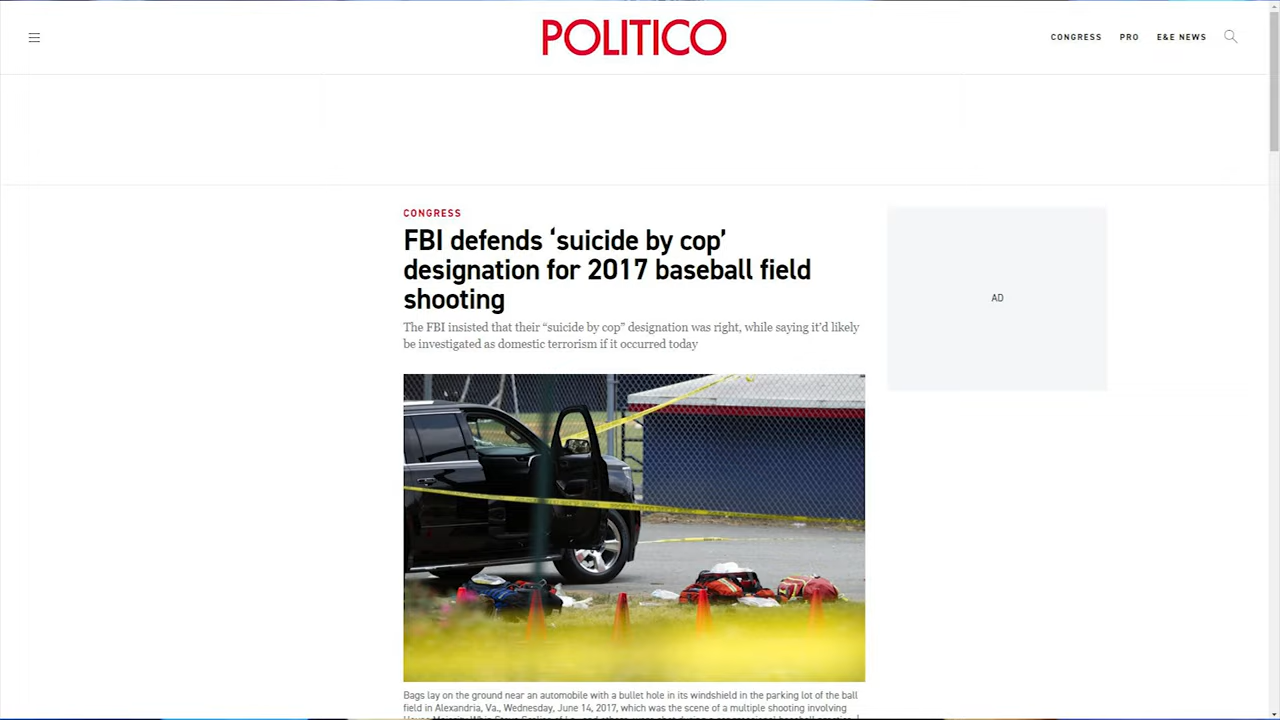 POLITICO
CONGRESS PRO E&E NEWS
CONGRESS
FBI defends ‘suicide by cop’
designation for 2017 baseball field
shooting
The FBI insisted that their “suicide by cop” designation was right, while saying it’d likely
be investigated as domestic terrorism if it occurred today
AD
Bags lay on the ground near an automobile with a bullet hole in its windshield in the parking lot of the ball
field in Alexandria, Va., Wednesday, June 14, 2017, which was the scene of a multiple shooting involving